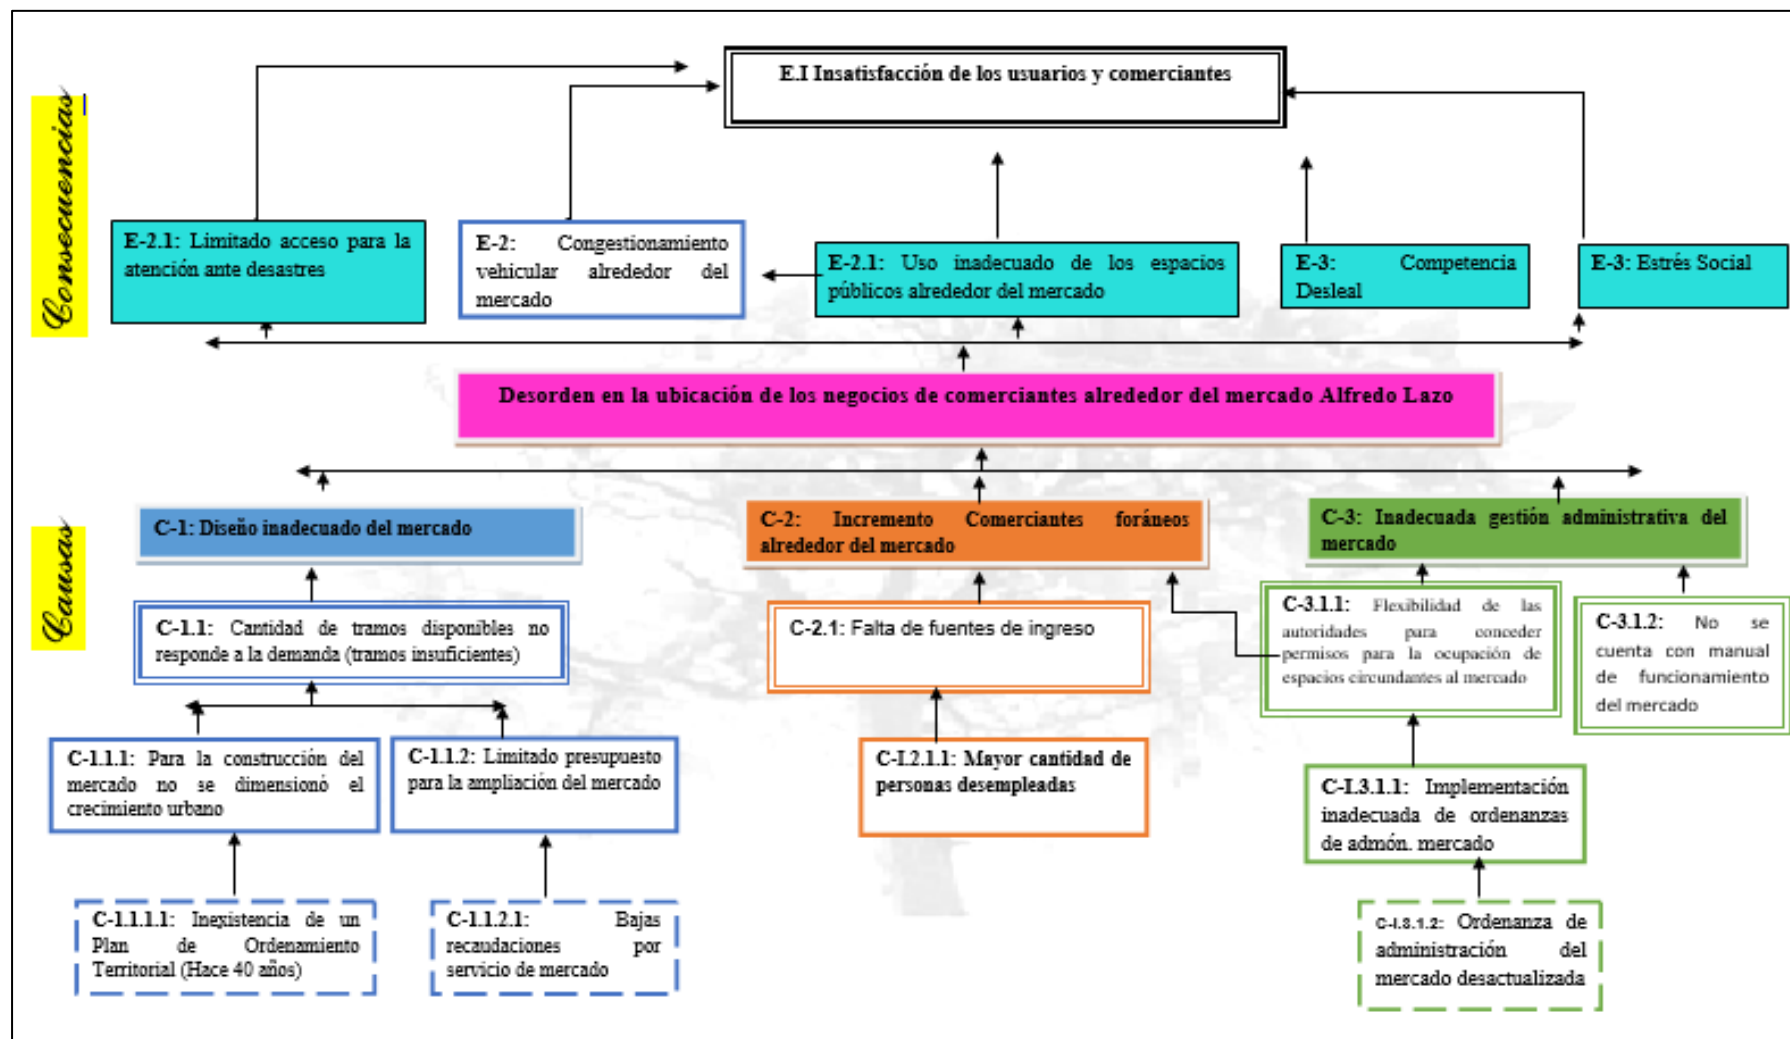 Consecuencias
E.I Insatisfacción de los usuarios y comerciantes
E-2.1: Limitado acceso para la
atención ante desastres
E-2: Congestionamiento
vehicular alrededor del
mercado
E-2.1: Uso inadecuado de los espacios
públicos alrededor del mercado
E-3: Competencia
Desleal
E-3: Estrés Social
Desorden en la ubicación de los negocios de comerciantes alrededor del mercado Alfredo Lazo
Causas
C-1: Diseño inadecuado del mercado
C-2: Incremento Comerciantes foráneos
alrededor del mercado
C-3: Inadecuada gestión administrativa del
mercado
C-1.1: Cantidad de tramos disponibles no
responde a la demanda (tramos insuficientes)
C-2.1: Falta de fuentes de ingreso
C-3.1.1: Flexibilidad de las
autoridades para conceder
permisos para la ocupación de
espacios circundantes al mercado
C-3.1.2: No se
cuenta con manual
de funcionamiento
del mercado
C-1.1.1: Para la construcción del
mercado no se dimensionó el
crecimiento urbano
C-1.1.2: Limitado presupuesto
para la ampliación del mercado
C-I.2.1.1: Mayor cantidad de
personas desempleadas
C-I.3.1.1: Implementación
inadecuada de ordenanzas
de admón. mercado
C-1.1.1.1: Inexistencia de un
Plan de Ordenamiento
Territorial (Hace 40 años)
C-1.1.2.1: Bajas
recaudaciones por
servicio de mercado
C-I.3.1.2: Ordenanza de
administración del
mercado desactualizada